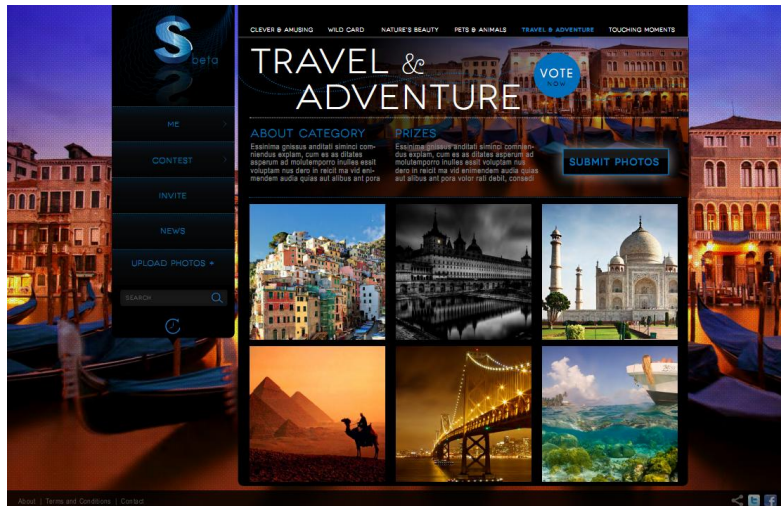 S
beta
ME
CONTEST
INVITE
NEWS
UPLOAD PHOTOS +
SEARCH
CLEVER & AMUSING WILD CARD NATURE'S BEAUTY PETS & ANIMALS TRAVEL & ADVENTURE TOUCHING MOMENTS
TRAVEL &
ADVENTURE
VOTE
NOW
ABOUT CATEGORY
Essinima gnissus anditati siminci com-
niendus explam, cum es as ditates
asperum ad molutemporro inulles essit
voluptam nus dero in reicit ma vid eni-
mendem audia quias aut alibus ant pora
PRIZES
Essinima gnissus anditati siminci comnien-
dus explam, cum es as ditates asperum ad
molutemporro inulles essit voluptam nus
dero in reicit ma vid enimendem audia quias
aut alibus ant pora volor rati debit, consedi
SUBMIT PHOTOS
About | Terms and Conditions | Contact